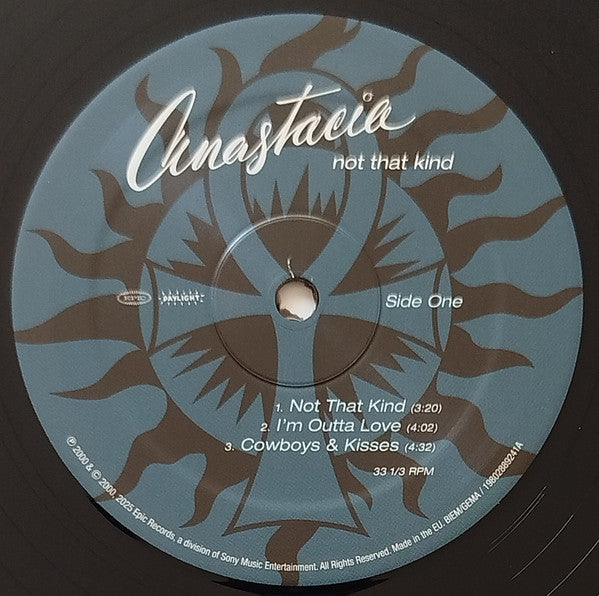 Anastacia
not that kind
EPIC
DAYLIGHT
Side One
1. Not That Kind (3:20)
2. I'm Outta Love (4:02)
3. Cowboys & Kisses (4:32)
33 1/3 RPM
℗ 2000 & © 2000, 2025 Epic Records, a division of Sony Music Entertainment. All Rights Reserved. Made in the EU. BIEM/GEMA / 19802889241A